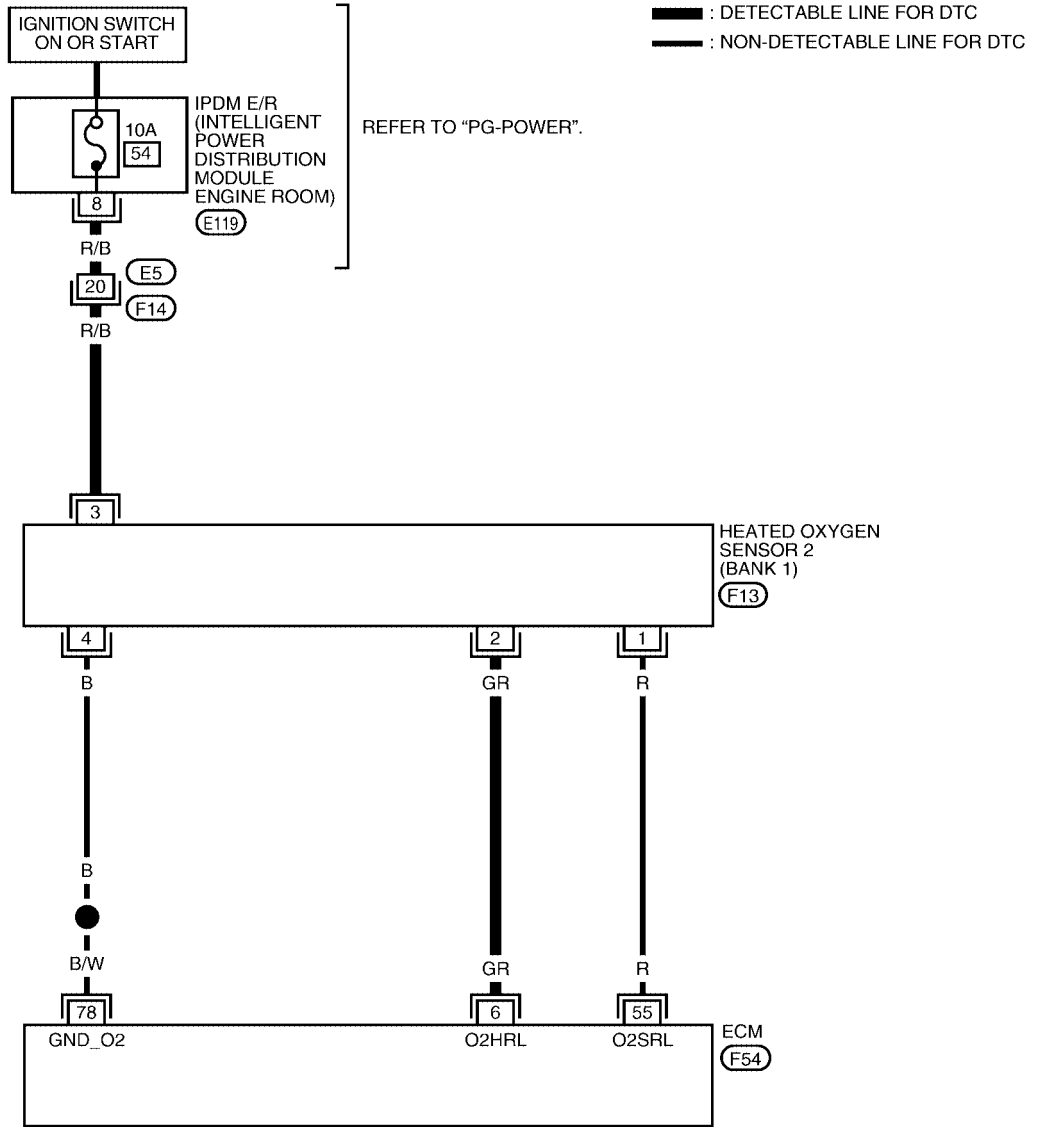 IGNITION SWITCH
ON OR START
: DETECTABLE LINE FOR DTC
: NON-DETECTABLE LINE FOR DTC
10A
54
IPDM E/R
(INTELLIGENT
POWER
DISTRIBUTION
MODULE
ENGINE ROOM)
E119
REFER TO “PG-POWER”.
8
R/B
E5
20
F14
R/B
3
HEATED OXYGEN
SENSOR 2
(BANK 1)
F13
4
2
1
B
GR
R
B
B/W
GR
R
78
6
55
GND_O2
O2HRL
O2SRL
ECM
F54